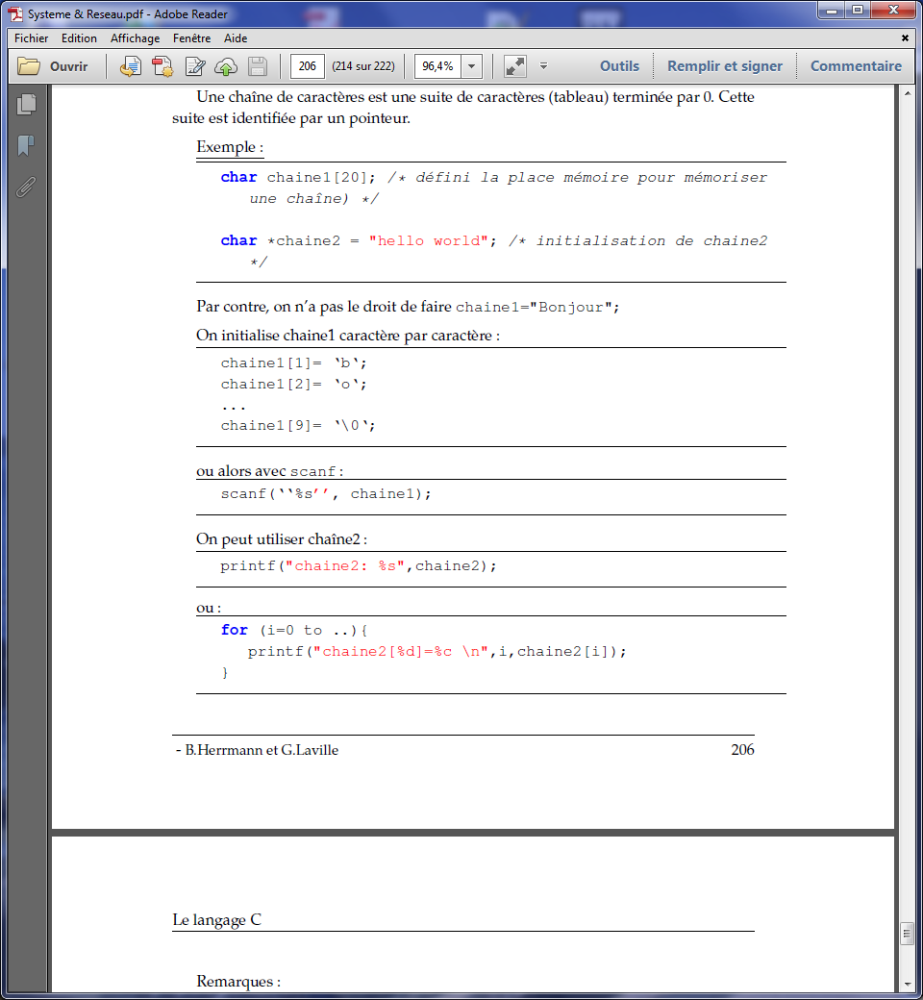 Systeme & Reseau.pdf - Adobe Reader
Fichier Edition Affichage Fenêtre Aide
Ouvrir 206 (214 sur 222) 96,4% Outils Remplir et signer Commentaire
Une chaîne de caractères est une suite de caractères (tableau) terminée par 0. Cette
suite est identifiée par un pointeur.
Exemple :
char chaine1[20]; /* défini la place mémoire pour mémoriser
une chaîne) */
char *chaine2 = "hello world"; /* initialisation de chaine2
*/
Par contre, on n'a pas le droit de faire chaine1="Bonjour";
On initialise chaine1 caractère par caractère :
chaine1[1]= ‘b‘;
chaine1[2]= ‘o‘;
...
chaine1[9]= ‘\0‘;
ou alors avec scanf :
scanf(‘‘%s’’, chaine1);
On peut utiliser chaîne2 :
printf("chaine2: %s",chaine2);
ou :
for (i=0 to ..){
printf("chaine2[%d]=%c \n",i,chaine2[i]);
}
- B.Herrmann et G.Laville 206
Le langage C
Remarques :